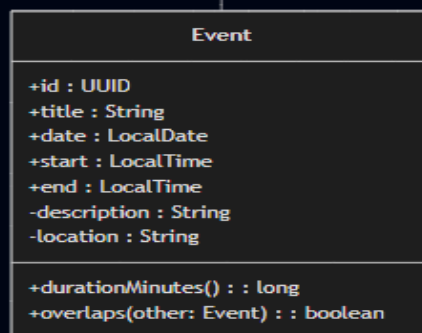 Event
+id : UUID
+title : String
+date : LocalDate
+start : LocalTime
+end : LocalTime
-description : String
-location : String
+durationMinutes() : : long
+overlaps(other: Event) : : boolean